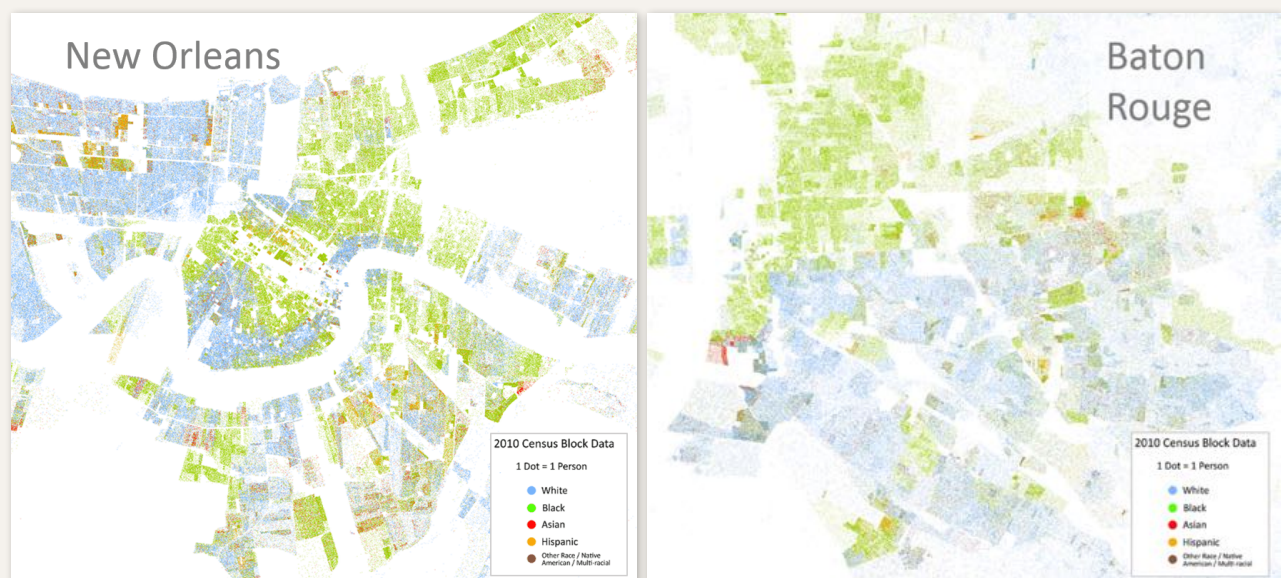 New Orleans
2010 Census Block Data
1 Dot = 1 Person
White
Black
Asian
Hispanic
Other Race / Native
American / Multi-racial
Baton
Rouge
2010 Census Block Data
1 Dot = 1 Person
White
Black
Asian
Hispanic
Other Race / Native
American / Multi-racial